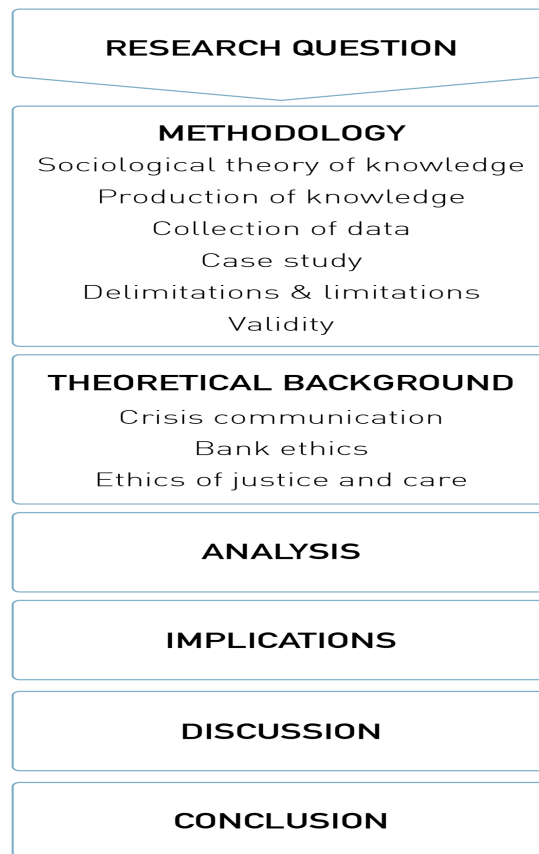 RESEARCH QUESTION
METHODOLOGY
Sociological theory of knowledge
Production of knowledge
Collection of data
Case study
Delimitations & limitations
Validity
THEORETICAL BACKGROUND
Crisis communication
Bank ethics
Ethics of justice and care
ANALYSIS
IMPLICATIONS
DISCUSSION
CONCLUSION